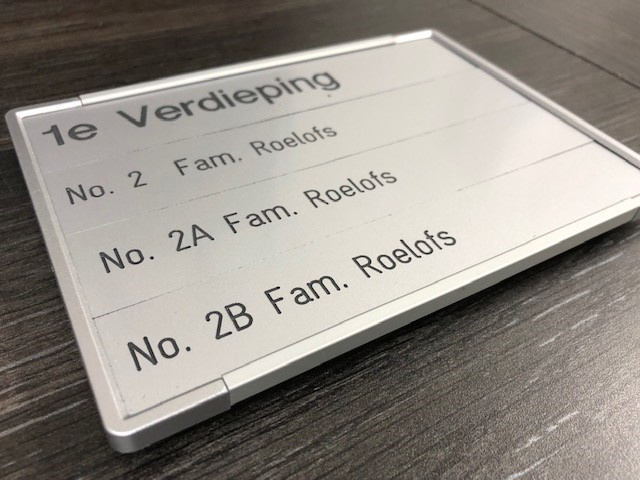 1e Verdieping
No. 2 Fam. Roelofs
No. 2A Fam. Roelofs
No. 2B Fam. Roelofs